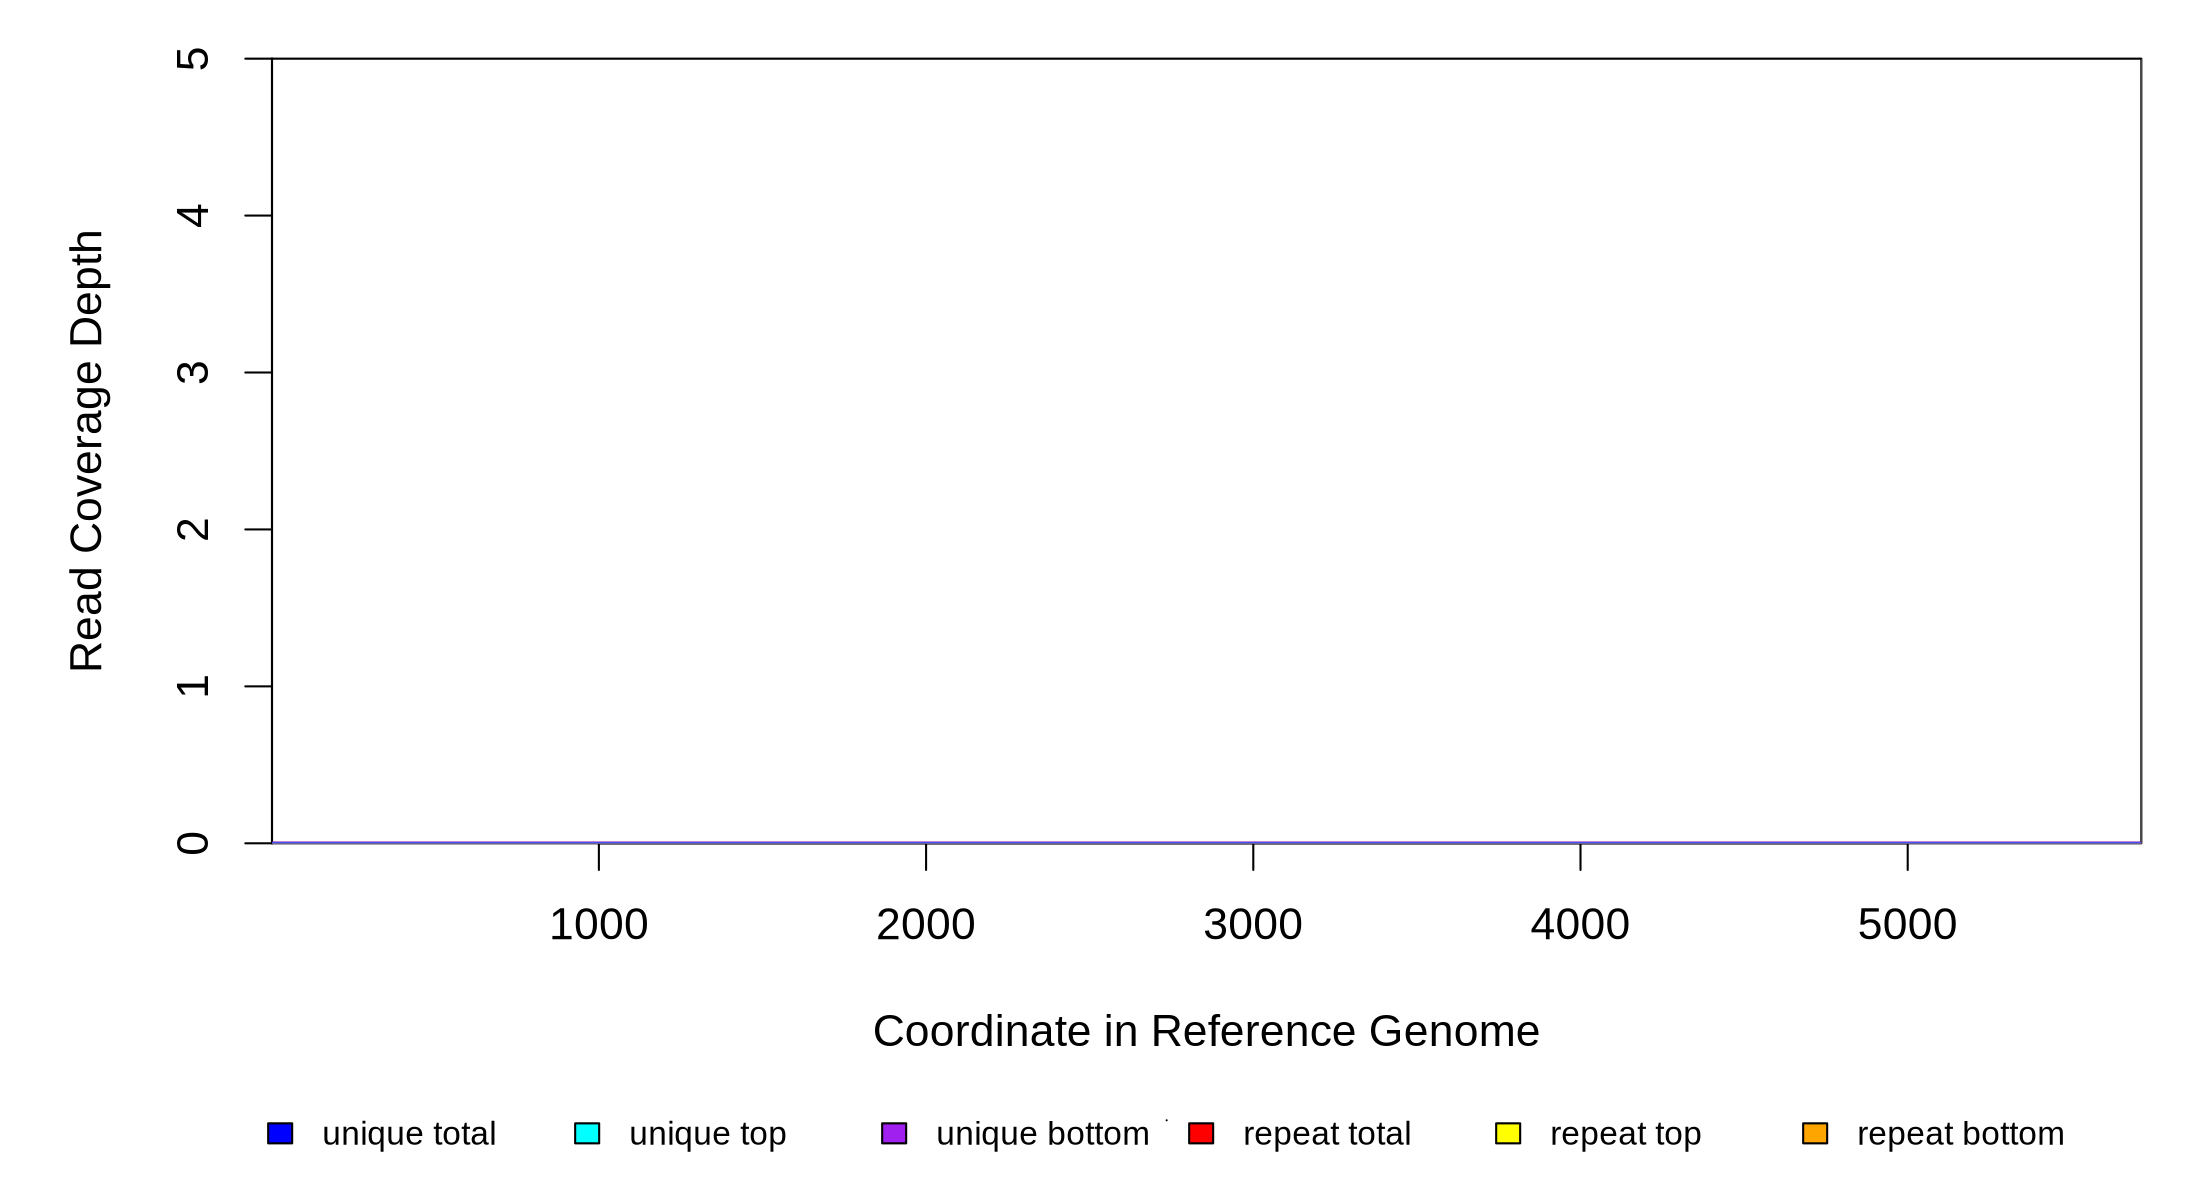 Read Coverage Depth
5
4
3
2
1
0
1000 2000 3000 4000 5000
Coordinate in Reference Genome
unique total unique top unique bottom repeat total repeat top repeat bottom